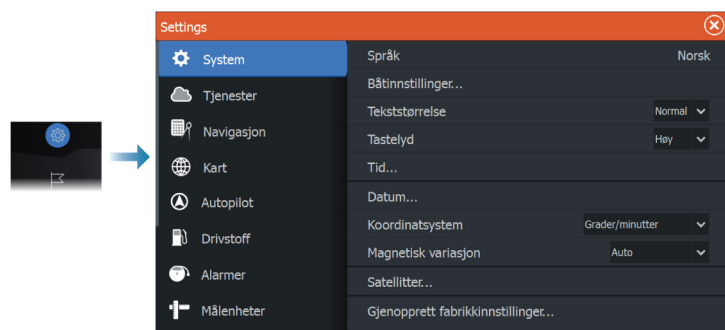 Settings
System
Tjenester
Navigasjon
Kart
Autopilot
Drivstoff
Alarmer
Målenheter
Språk Norsk
Båtinnstillinger...
Tekststørrelse Normal
Tastelyd Høy
Tid...
Datum...
Koordinatsystem Grader/minutter
Magnetisk variasjon Auto
Satellitter...
Gjenopprett fabrikkinnstillinger...